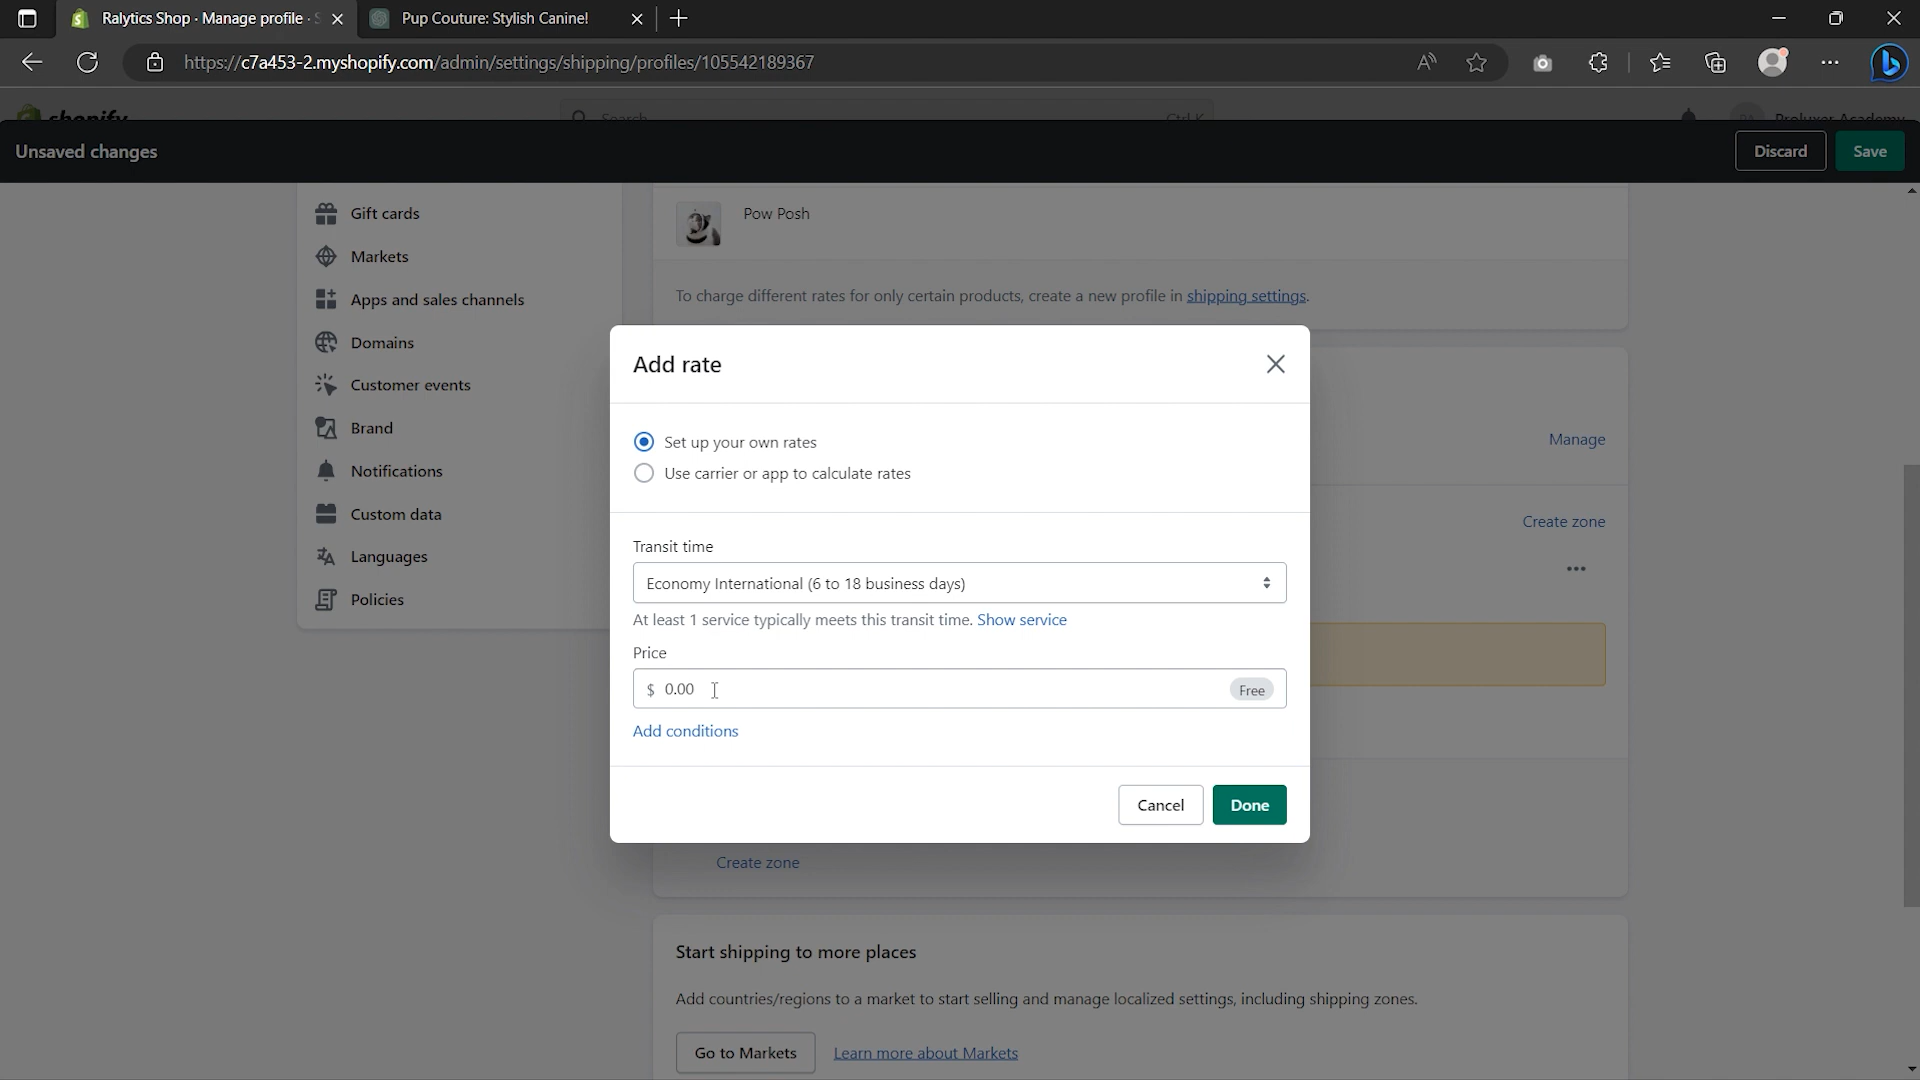 Ralytics Shop · Manage profile · S
Pup Couture: Stylish Canine!
https://c7a453-2.myshopify.com/admin/settings/shipping/profiles/105542189367
shopify
Search
Ctrl K
Proluxer Academy
Unsaved changes
Discard
Save
Gift cards
Markets
Apps and sales channels
Domains
Customer events
Brand
Notifications
Custom data
Languages
Policies
Pow Posh
To charge different rates for only certain products, create a new profile in shipping settings.
Manage
Create zone
Add rate
Set up your own rates
Use carrier or app to calculate rates
Transit time
Economy International (6 to 18 business days)
At least 1 service typically meets this transit time. Show service
Price
$ 0.00
Free
Add conditions
Cancel
Done
Create zone
Start shipping to more places
Add countries/regions to a market to start selling and manage localized settings, including shipping zones.
Go to Markets
Learn more about Markets